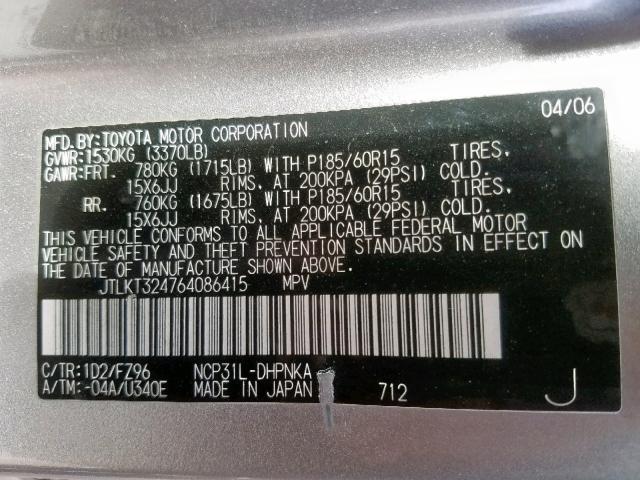 04/06
MFD. BY: TOYOTA MOTOR CORPORATION
GVWR: 1530KG (3370LB)
GAWR: FRT. 780KG (1715LB) WITH P185/60R15 TIRES,
15X6JJ RIMS, AT 200KPA (29PSI) COLD.
RR. 760KG (1675LB) WITH P185/60R15 TIRES,
15X6JJ RIMS, AT 200KPA (29PSI) COLD.
THIS VEHICLE CONFORMS TO ALL APPLICABLE FEDERAL MOTOR
VEHICLE SAFETY AND THEFT PREVENTION STANDARDS IN EFFECT ON
THE DATE OF MANUFACTURE SHOWN ABOVE.
JTLKT324764086415 MPV
C/TR: 1D2/FZ96 NCP31L-DHPNKA
A/TM: -04A/U340E MADE IN JAPAN 712 J